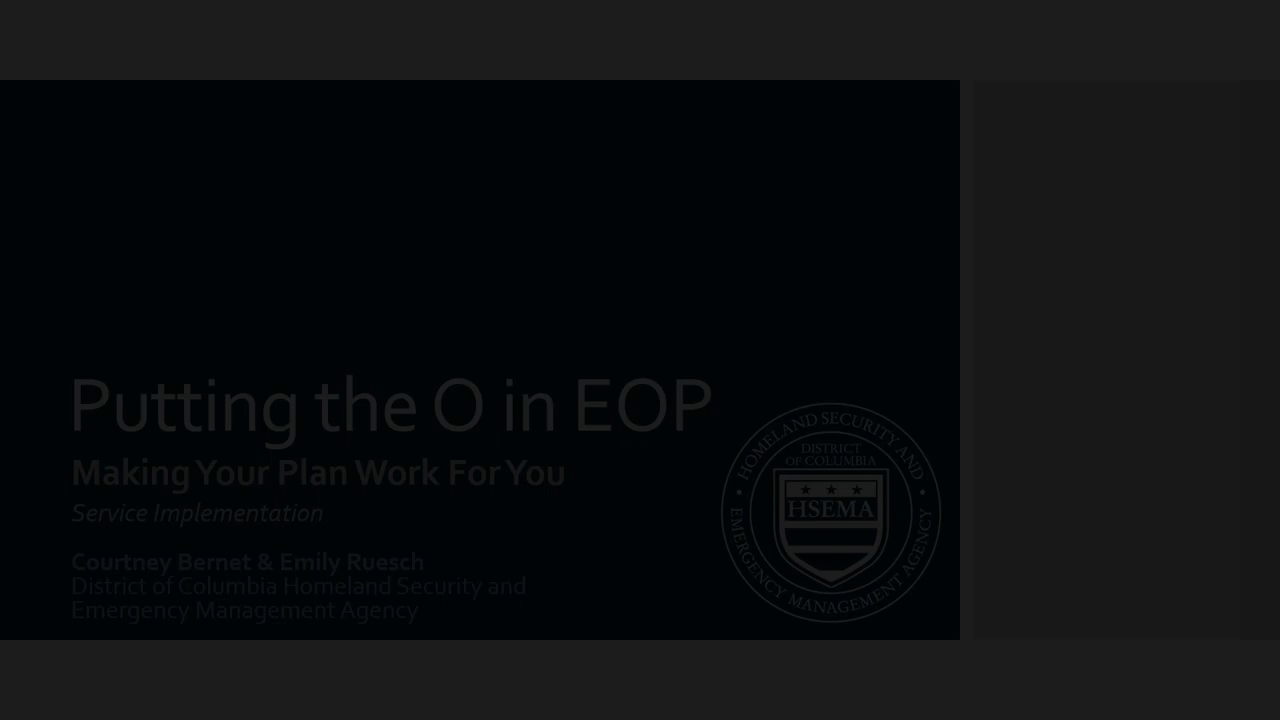 Putting the O in EOP
Making Your Plan Work For You
Service Implementation
Courtney Bernet & Emily Ruesch
District of Columbia Homeland Security and
Emergency Management Agency
HOMELAND SECURITY AND
DISTRICT
OF COLUMBIA
HSEMA
EMERGENCY MANAGEMENT AGENCY